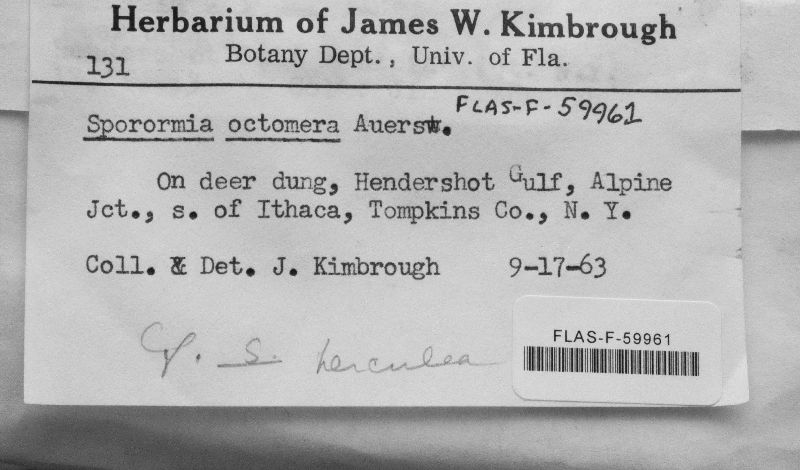 Herbarium of James W. Kimbrough
Botany Dept., Univ. of Fla.
131
FLAS-F-59961
Sporormia octomera Auersw.
On deer dung, Hendershot Gulf, Alpine
Jct., s. of Ithaca, Tompkins Co., N. Y.
Coll. & Det. J. Kimbrough 9-17-63
Cf. S. herculea
FLAS-F-59961